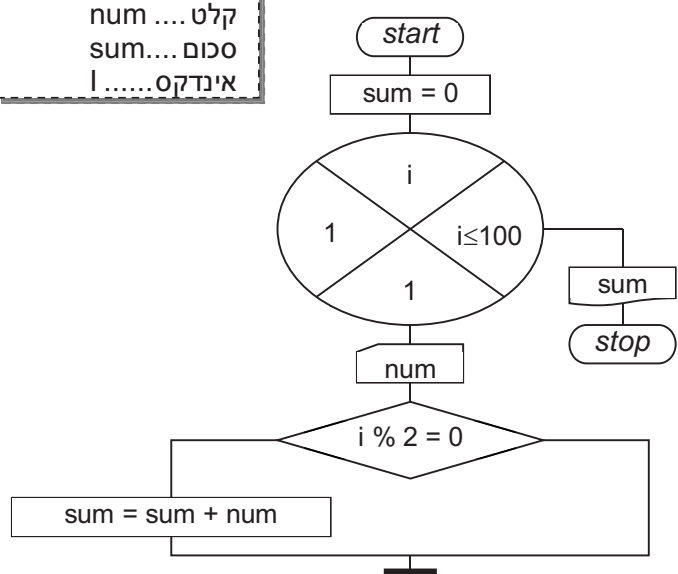 קלט .... num
סכום ....sum
אינדקס ...... I
start
sum = 0
i
1
i≤100
1
sum
stop
num
i % 2 = 0
sum = sum + num